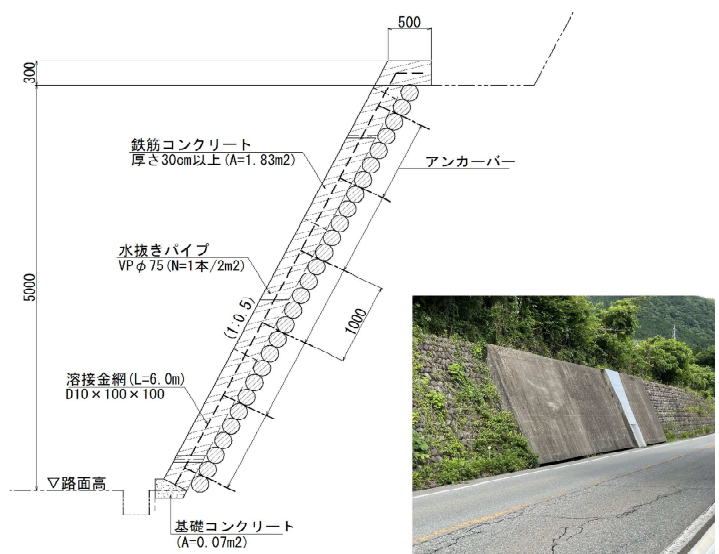 500
300
鉄筋コンクリート
厚さ30cm以上(A=1.83m2)
アンカーバー
5000
水抜きパイプ
VPφ75(N=1本/2m2)
(1:0.5)
1000
溶接金網(L=6.0m)
D10×100×100
▽路面高
基礎コンクリート
(A=0.07m2)